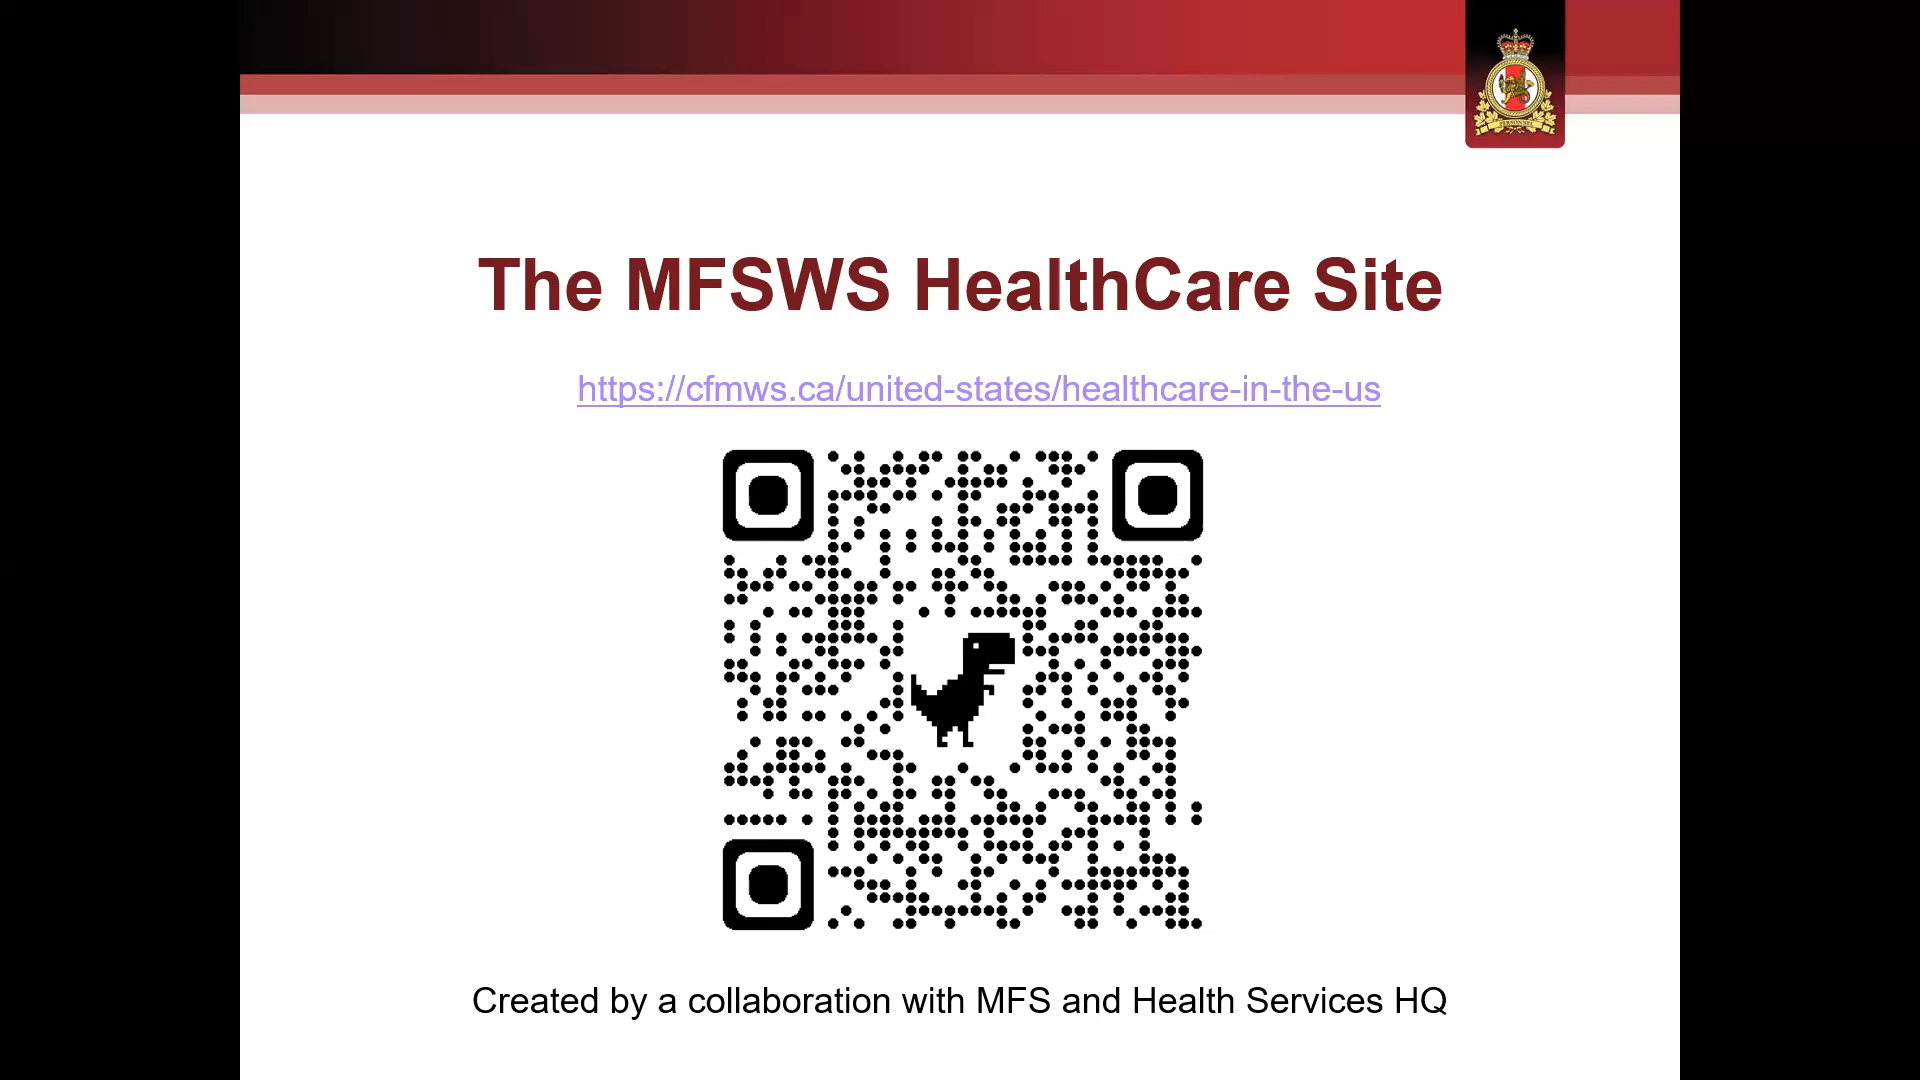 The MFSWS HealthCare Site
https://cfmws.ca/united-states/healthcare-in-the-us
Created by a collaboration with MFS and Health Services HQ